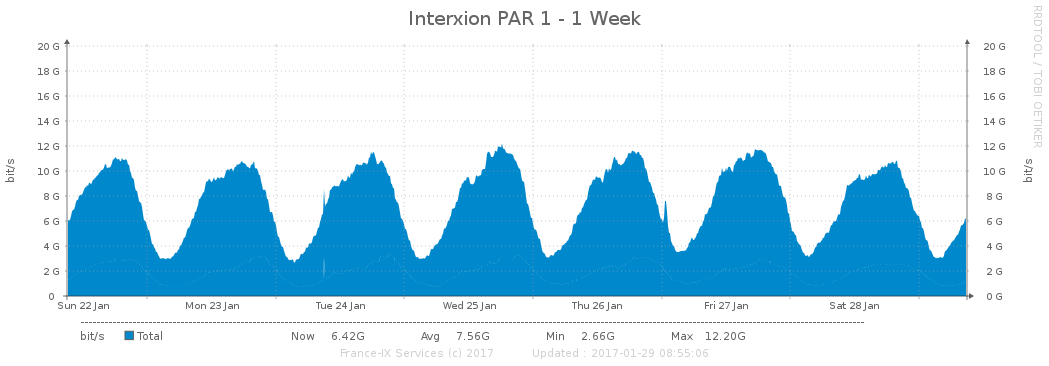 Interxion PAR 1 - 1 Week
RRDTOOL / TOBI OETIKER
bit/s
20 G 20 G
18 G 18 G
16 G 16 G
14 G 14 G
12 G 12 G
10 G 10 G
8 G 8 G
6 G 6 G
4 G 4 G
2 G 2 G
0 0 G
bit/s
Sun 22 Jan Mon 23 Jan Tue 24 Jan Wed 25 Jan Thu 26 Jan Fri 27 Jan Sat 28 Jan
bit/s Total Now 6.42G Avg 7.56G Min 2.66G Max 12.20G
France-IX Services (c) 2017 Updated : 2017-01-29 08:55:06